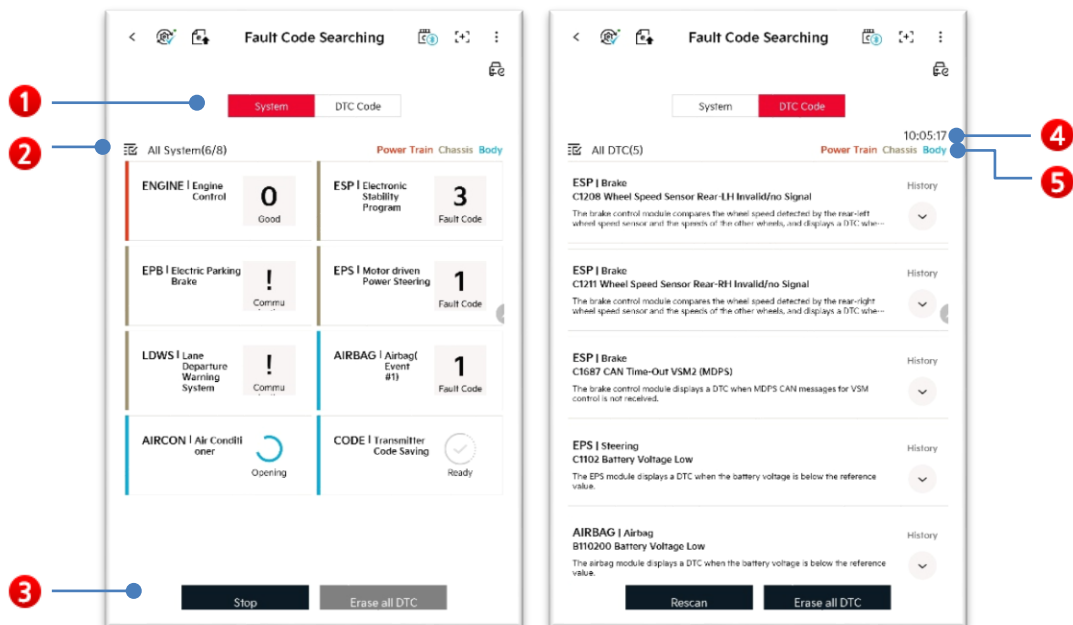 Fault Code Searching
System DTC Code
All System(6/8) Power Train Chassis Body
ENGINE | Engine
Control
0
Good
ESP | Electronic
Stability
Program
3
Fault Code
EPB | Electric Parking
Brake
!
Commu
EPS | Motor driven
Power Steering
1
Fault Code
LDWS | Lane
Departure
Warning
System
!
Commu
AIRBAG | Airbag(
Event
#1)
1
Fault Code
AIRCON | Air Conditi
oner
Opening
CODE | Transmitter
Code Saving
Ready
Stop Erase all DTC
1
2
3
Fault Code Searching
System DTC Code
10:05:17
All DTC(5) Power Train Chassis Body
ESP | Brake
History
C1208 Wheel Speed Sensor Rear-LH Invalid/no Signal
The brake control module compares the wheel speed detected by the rear-left
wheel speed sensor and the speeds of the other wheels, and displays a DTC whe···
ESP | Brake
History
C1211 Wheel Speed Sensor Rear-RH Invalid/no Signal
The brake control module compares the wheel speed detected by the rear-right
wheel speed sensor and the speeds of the other wheels, and displays a DTC whe···
ESP | Brake
History
C1687 CAN Time-Out VSM2 (MDPS)
The brake control module displays a DTC when MDPS CAN messages for VSM
control is not received.
EPS | Steering
History
C1102 Battery Voltage Low
The EPS module displays a DTC when the battery voltage is below the reference
value.
AIRBAG | Airbag
History
B110200 Battery Voltage Low
The airbag module displays a DTC when the battery voltage is below the reference
value.
Rescan Erase all DTC
4
5